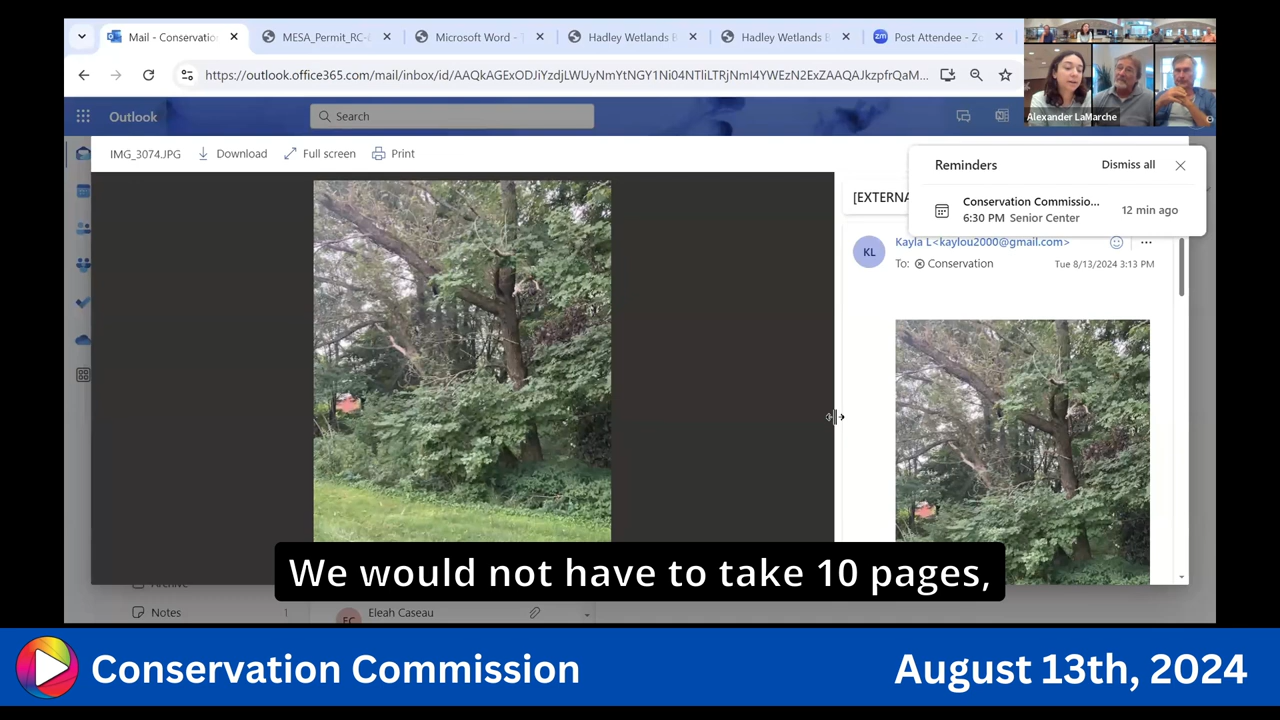 Mail - Conservatio
MESA_Permit_RC-
Microsoft Word - T
Hadley Wetlands B
Hadley Wetlands B
Post Attendee - Zo
https://outlook.office365.com/mail/inbox/id/
Outlook
Search
Alexander LaMarche
IMG_3074.JPG
Download
Full screen
Print
Reminders
Dismiss all
Conservation Commissio...
12 min ago
6:30 PM Senior Center
[EXTERNA
KL
Kayla L<kaylou2000@gmail.com>
To: Conservation
Tue 8/13/2024 3:13 PM
We would not have to take 10 pages,
Notes
1
EC
Eleah Caseau
Conservation Commission
August 13th, 2024